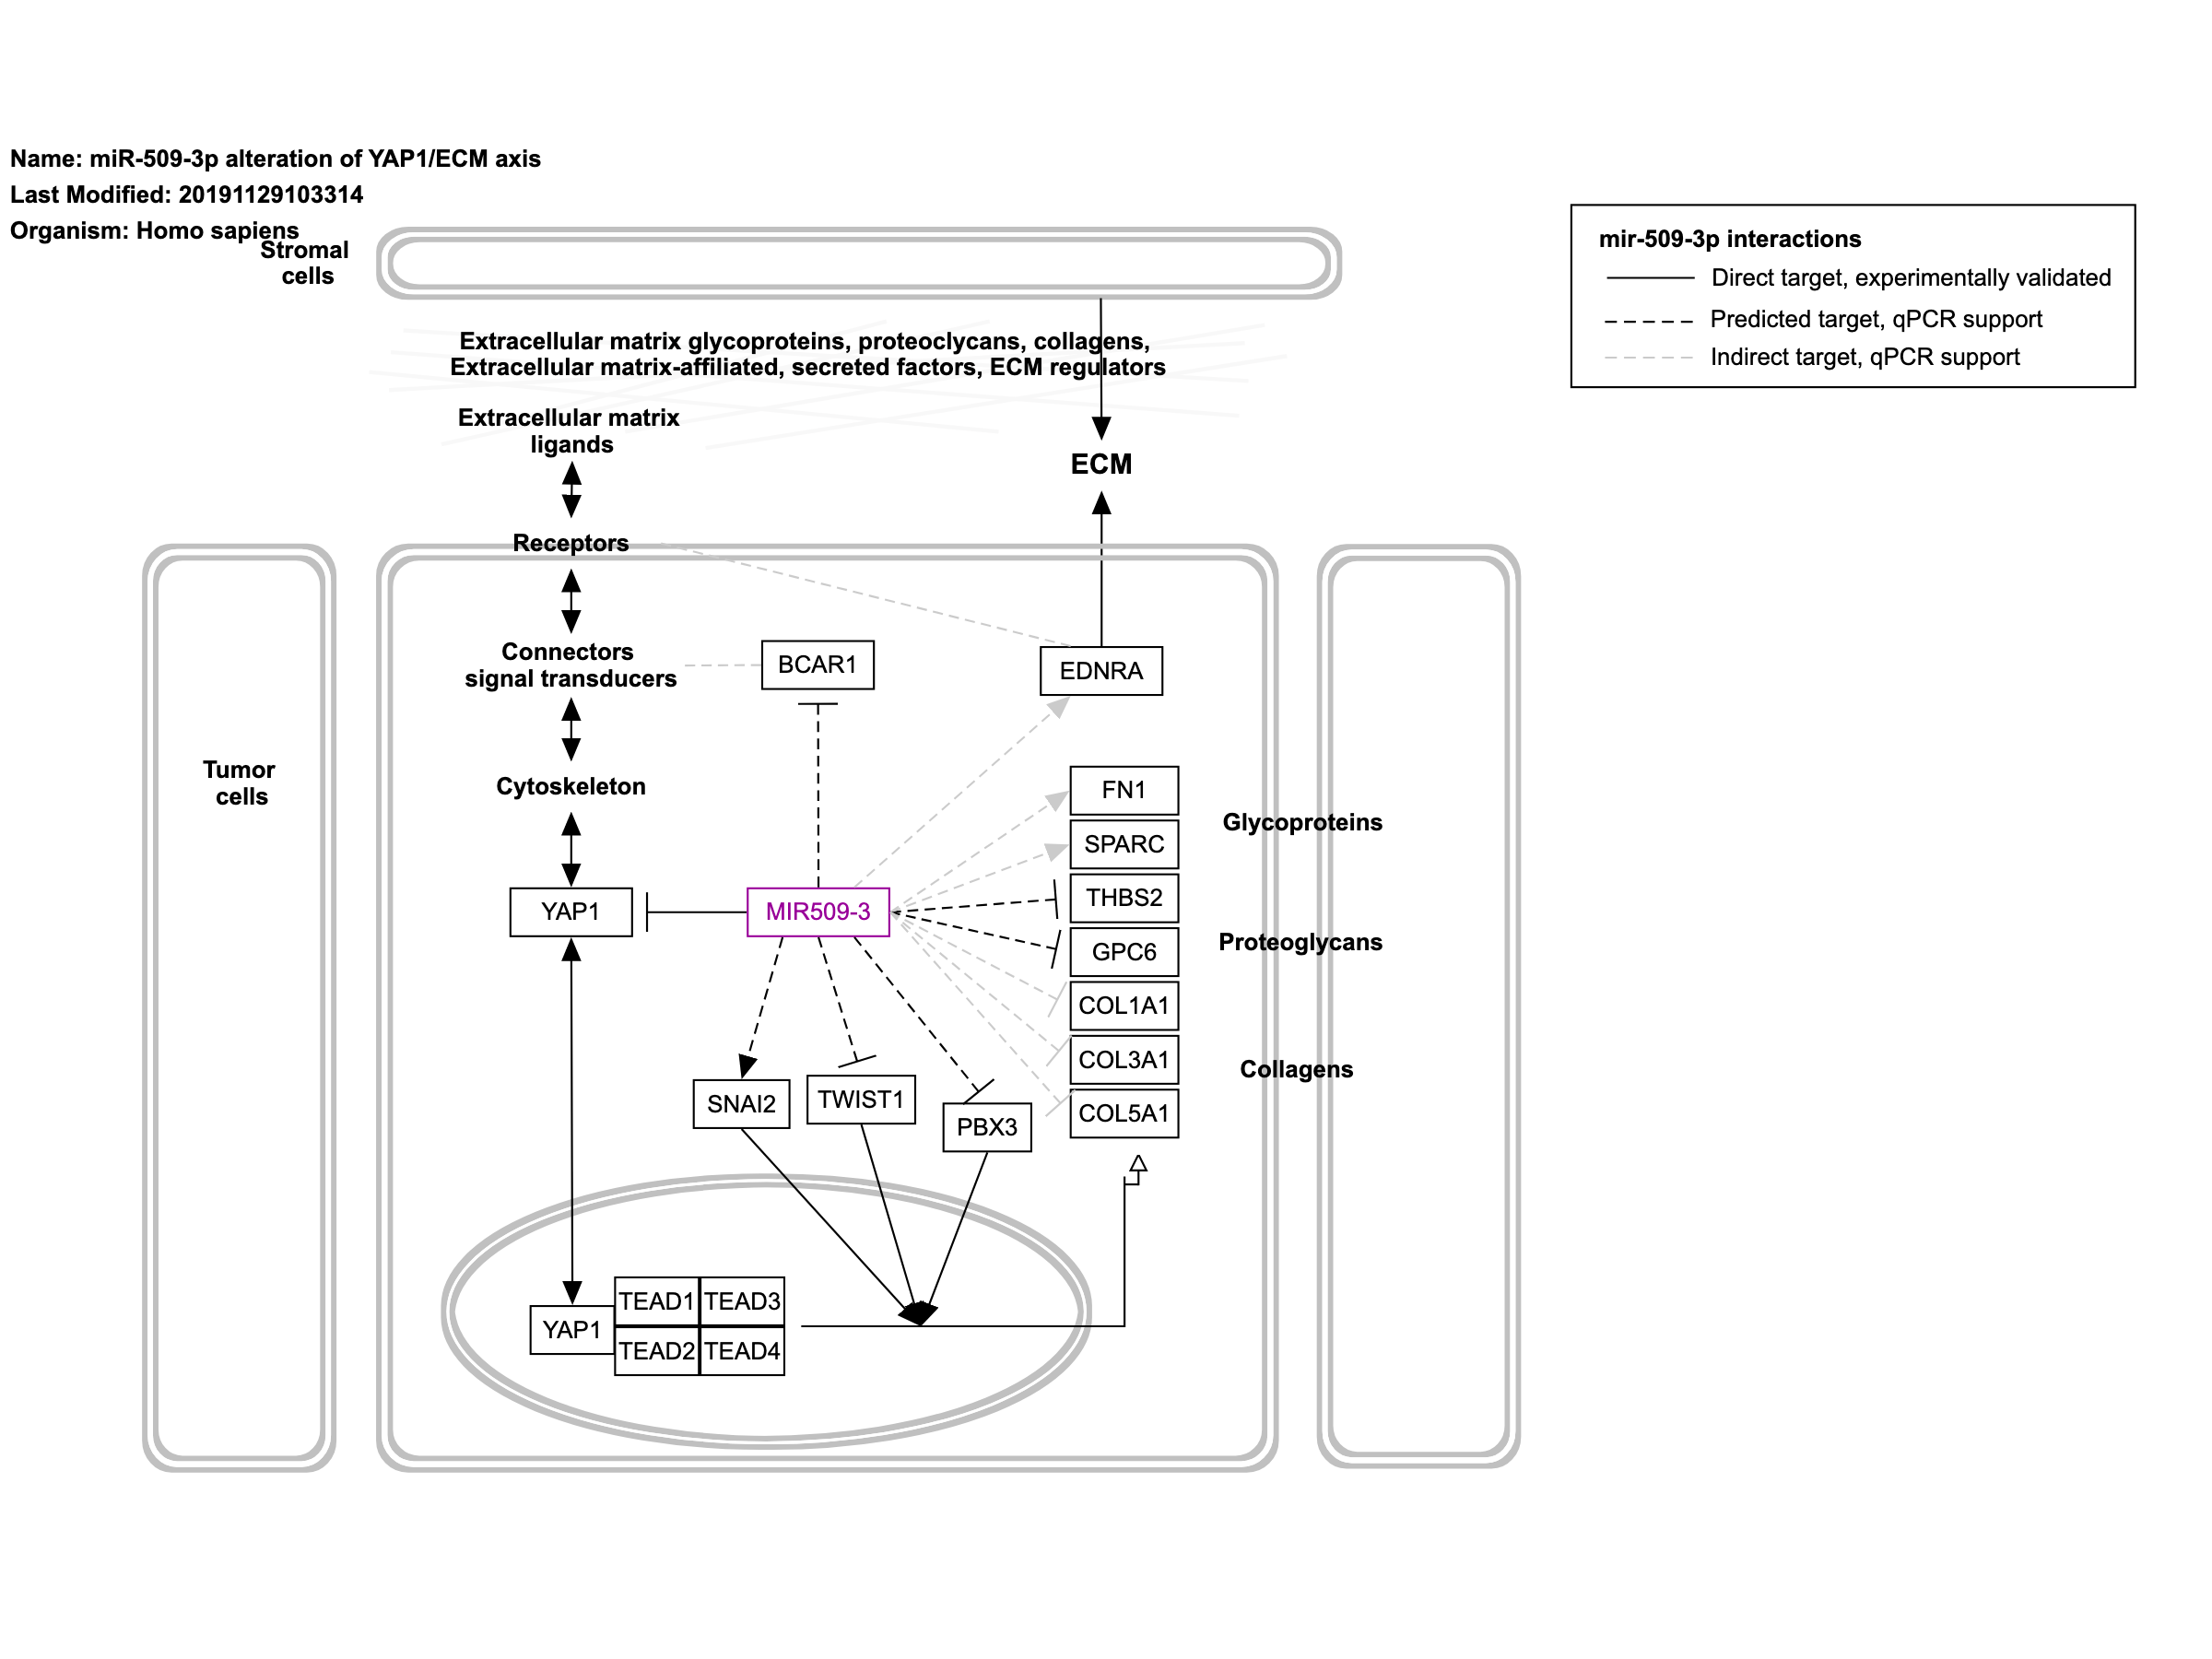 Name: miR-509-3p alteration of YAP1/ECM axis
Last Modified: 20191129103314
Organism: Homo sapiens
Stromal
cells
mir-509-3p interactions
Direct target, experimentally validated
Predicted target, qPCR support
Indirect target, qPCR support
Extracellular matrix glycoproteins, proteoclycans, collagens,
Extracellular matrix-affiliated, secreted factors, ECM regulators
Extracellular matrix
ligands
ECM
Receptors
Connectors
signal transducers
BCAR1
EDNRA
Tumor
cells
Cytoskeleton
FN1
Glycoproteins
SPARC
THBS2
YAP1
MIR509-3
GPC6
Proteoglycans
COL1A1
COL3A1
Collagens
COL5A1
SNAI2
TWIST1
PBX3
YAP1
TEAD1
TEAD3
TEAD2
TEAD4